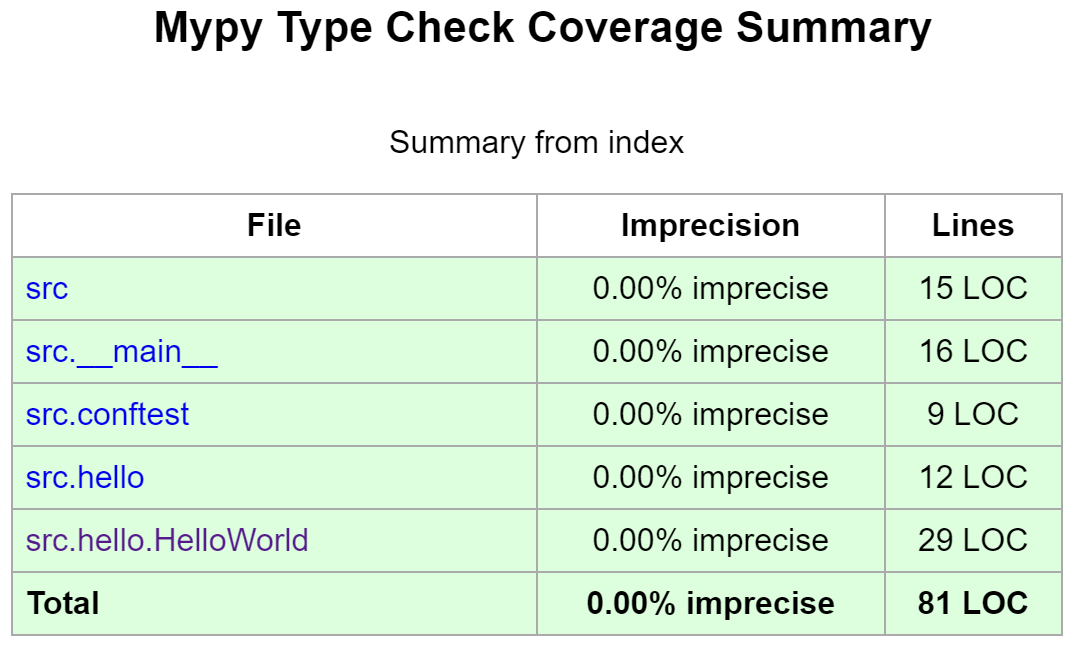 Mypy Type Check Coverage Summary
Summary from index
File Imprecision Lines
src 0.00% imprecise 15 LOC
src.__main__ 0.00% imprecise 16 LOC
src.conftest 0.00% imprecise 9 LOC
src.hello 0.00% imprecise 12 LOC
src.hello.HelloWorld 0.00% imprecise 29 LOC
Total 0.00% imprecise 81 LOC